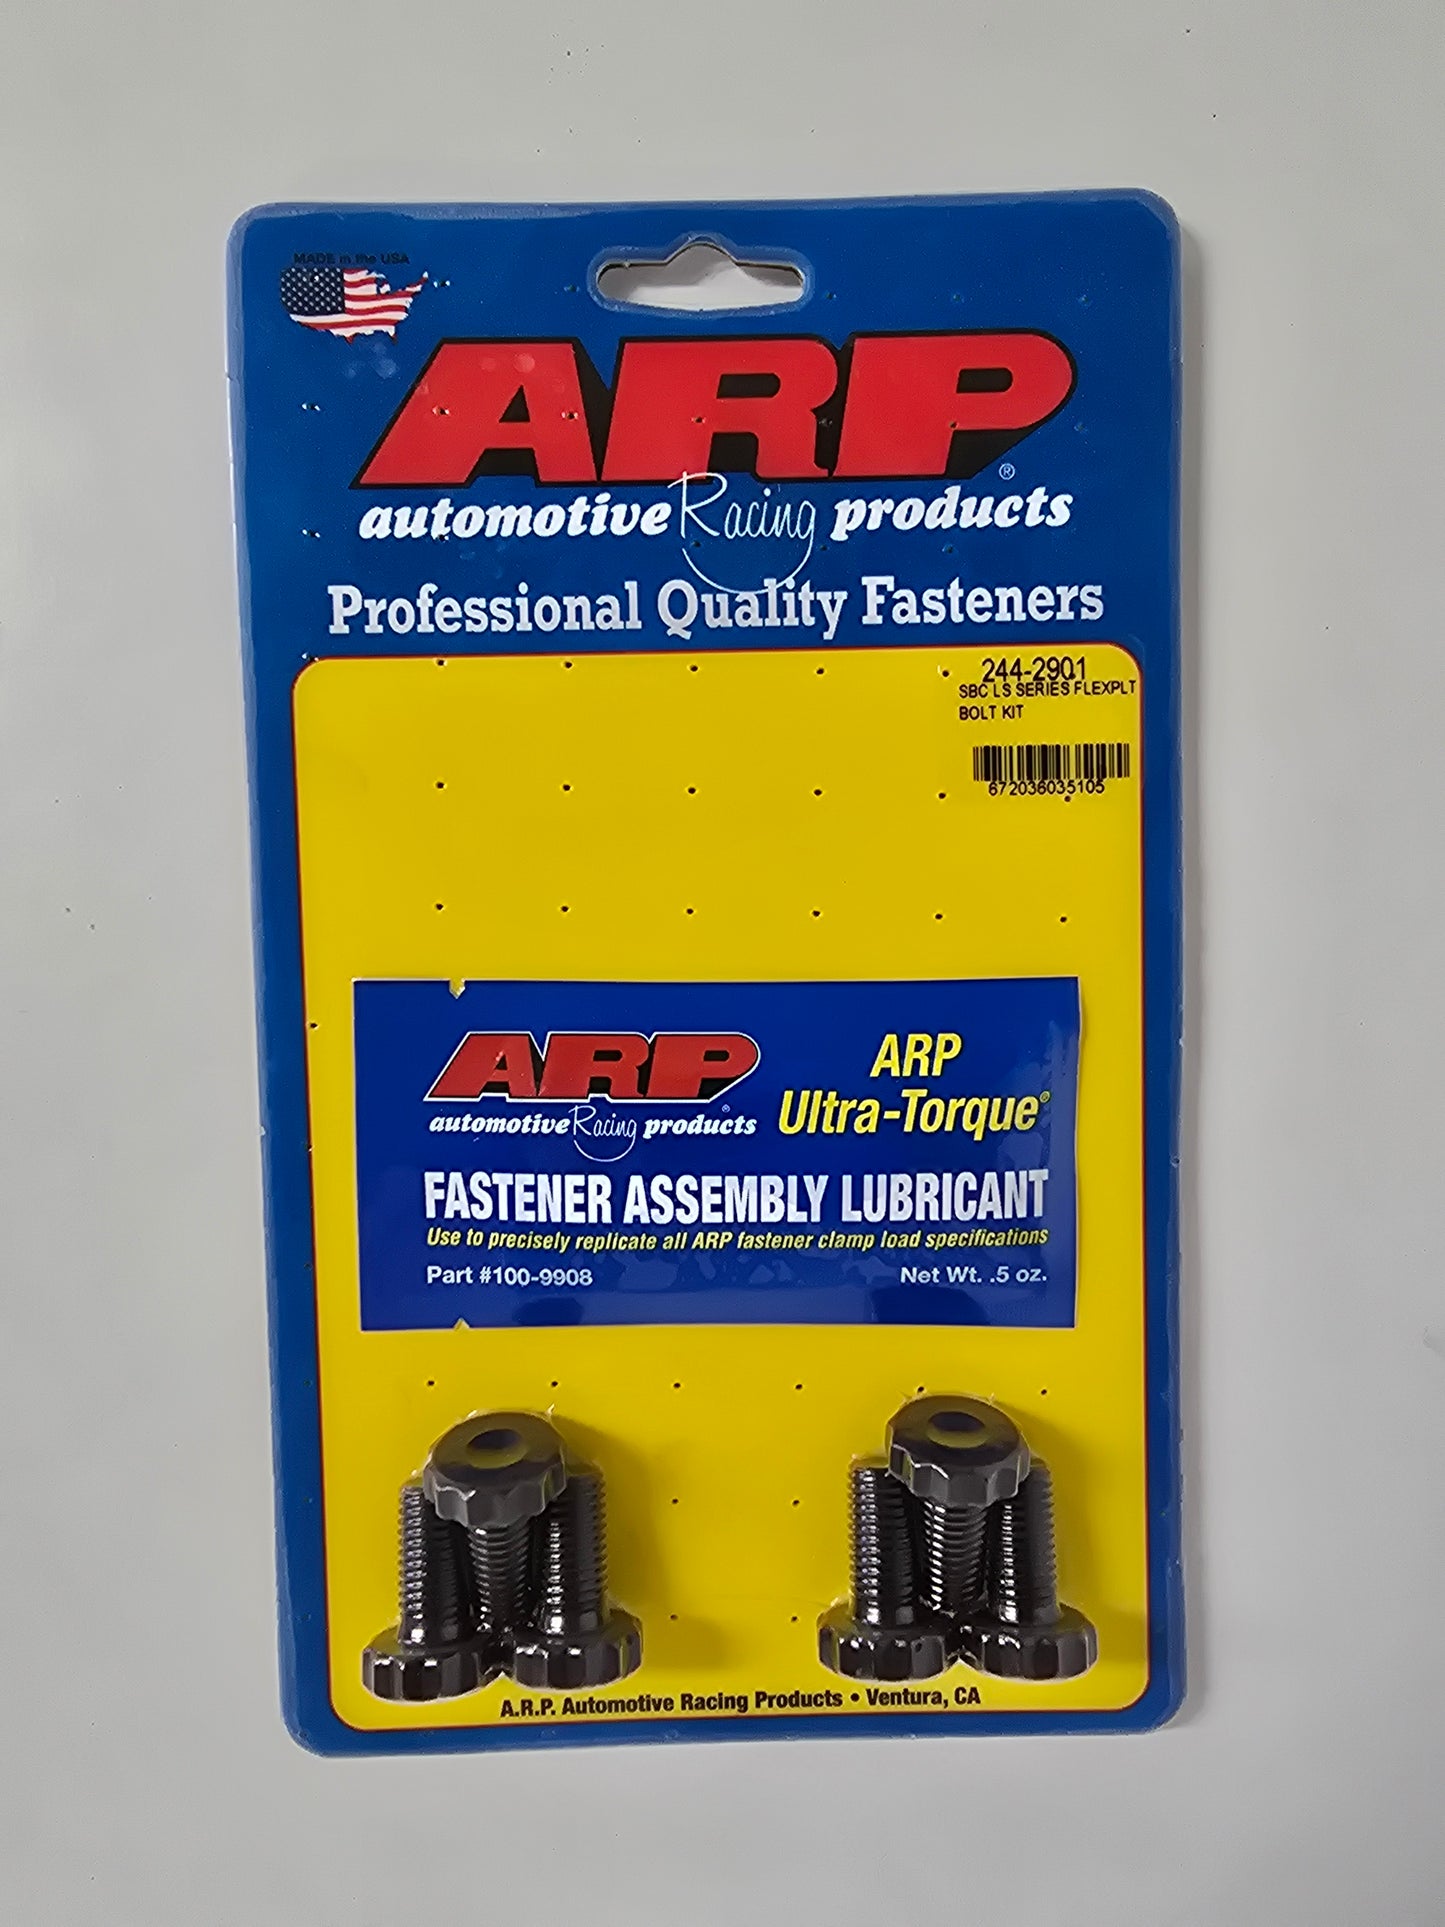 MADE in the USA
ARP®
automotive Racing products
Professional Quality Fasteners
244-2901
SBC LS SERIES FLEXPLT
BOLT KIT
672036035105
ARP
automotive Racing products®
ARP
Ultra-Torque®
FASTENER ASSEMBLY LUBRICANT
Use to precisely replicate all ARP fastener clamp load specifications
Part #100-9908 Net Wt. .5 oz.
A.R.P. Automotive Racing Products • Ventura, CA